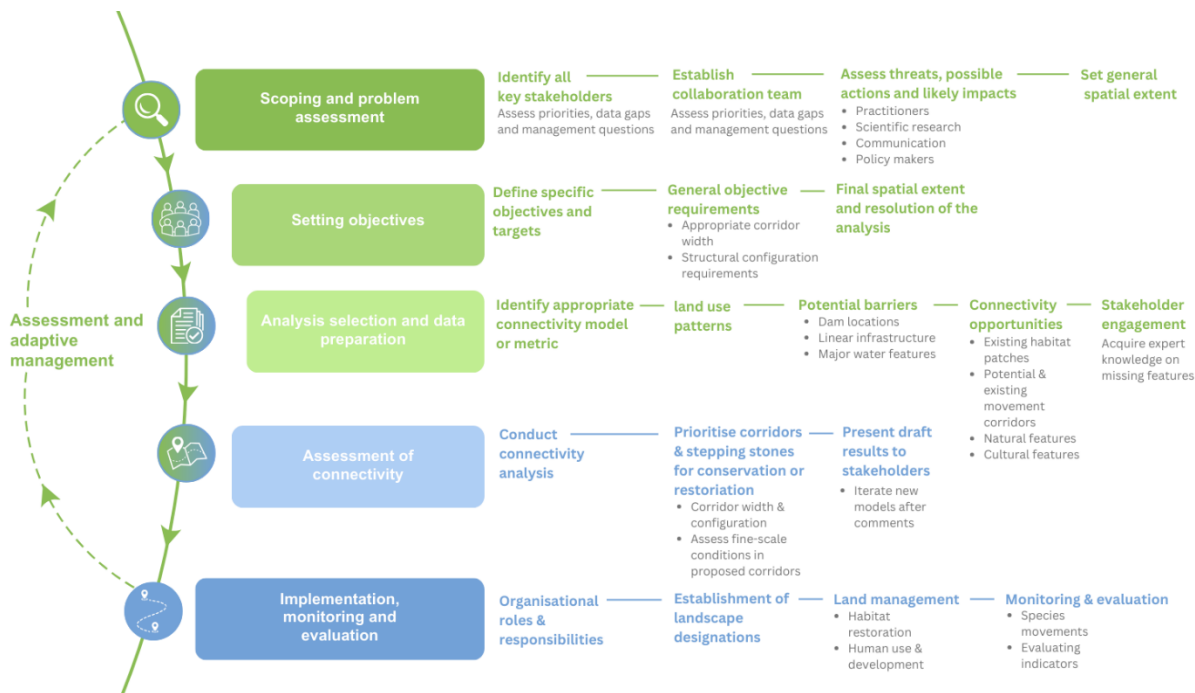 Scoping and problem
assessment
Identify all
key stakeholders
Assess priorities, data gaps
and management questions
Establish
collaboration team
Assess priorities, data gaps
and management questions
Assess threats, possible
actions and likely impacts
• Practitioners
• Scientific research
• Communication
• Policy makers
Set general
spatial extent
Setting objectives
Define specific
objectives and
targets
General objective
requirements
• Appropriate corridor
width
• Structural configuration
requirements
Final spatial extent
and resolution of the
analysis
Assessment and
adaptive
management
Analysis selection and data
preparation
Identify appropriate
connectivity model
or metric
land use
patterns
Potential barriers
• Dam locations
• Linear infrastructure
• Major water features
Connectivity
opportunities
• Existing habitat
patches
• Potential &
existing
movement
corridors
• Natural features
• Cultural features
Stakeholder
engagement
Acquire expert
knowledge on
missing features
Assessment of
connectivity
Conduct
connectivity
analysis
Prioritise corridors
& stepping stones
for conservation or
restoriation
• Corridor width &
configuration
• Assess fine-scale
conditions in
proposed corridors
Present draft
results to
stakeholders
• Iterate new
models after
comments
Implementation,
monitoring and
evaluation
Organisational
roles &
responsibilities
Establishment of
landscape
designations
Land management
• Habitat
restoration
• Human use &
development
Monitoring & evaluation
• Species
movements
• Evaluating
indicators